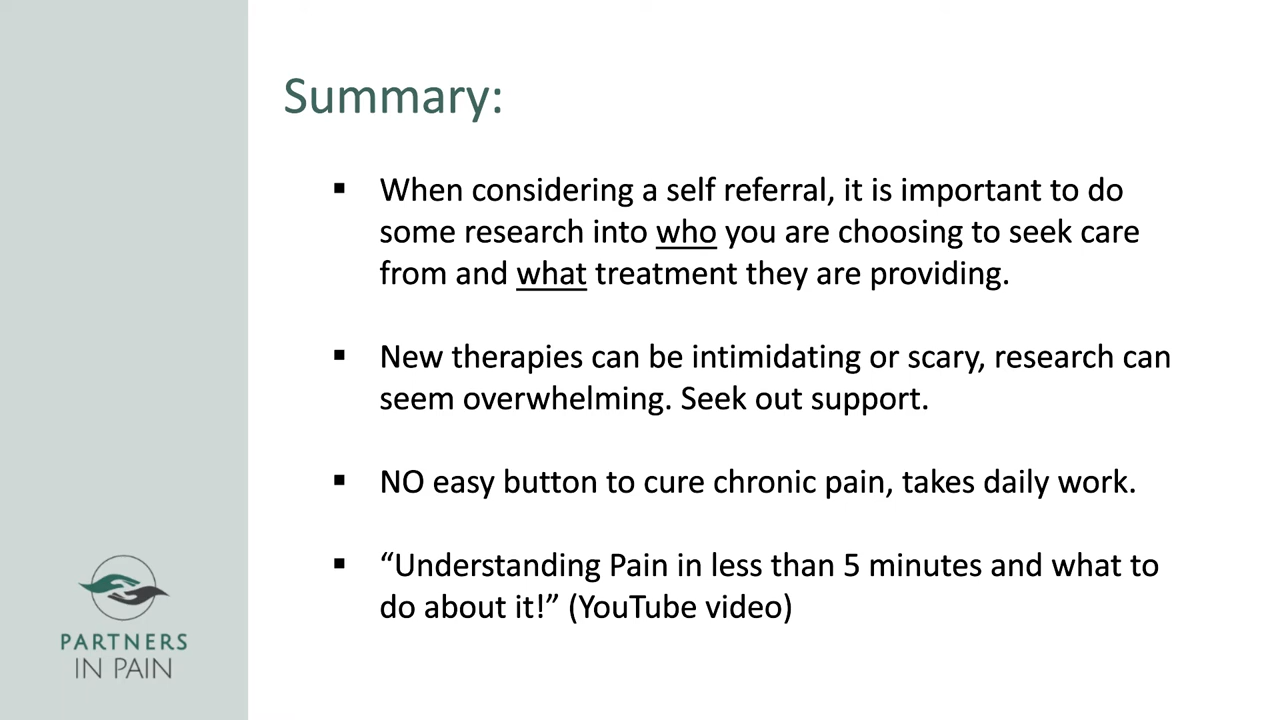 Summary:
▪ When considering a self referral, it is important to do
some research into who you are choosing to seek care
from and what treatment they are providing.
▪ New therapies can be intimidating or scary, research can
seem overwhelming. Seek out support.
▪ NO easy button to cure chronic pain, takes daily work.
▪ “Understanding Pain in less than 5 minutes and what to
do about it!” (YouTube video)
PARTNERS
IN PAIN